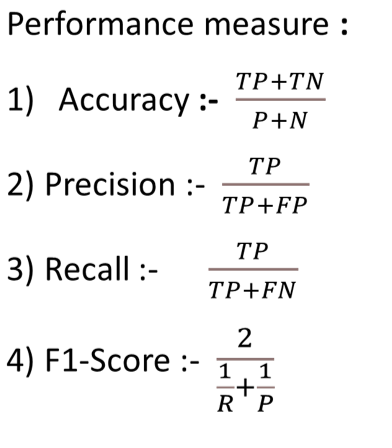 Performance measure :
1) Accuracy :- TP+TN / P+N
2) Precision :- TP / TP+FP
3) Recall :- TP / TP+FN
4) F1-Score :- 2 / 1/R + 1/P